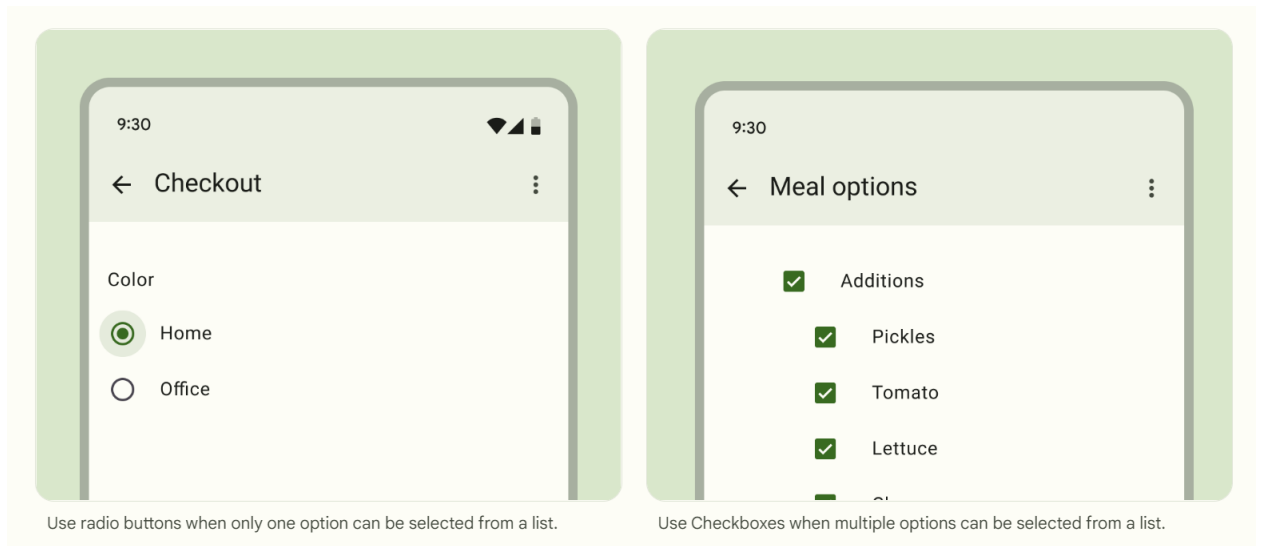 9:30
Checkout
Color
Home
Office
Use radio buttons when only one option can be selected from a list.
9:30
Meal options
Additions
Pickles
Tomato
Lettuce
Use Checkboxes when multiple options can be selected from a list.